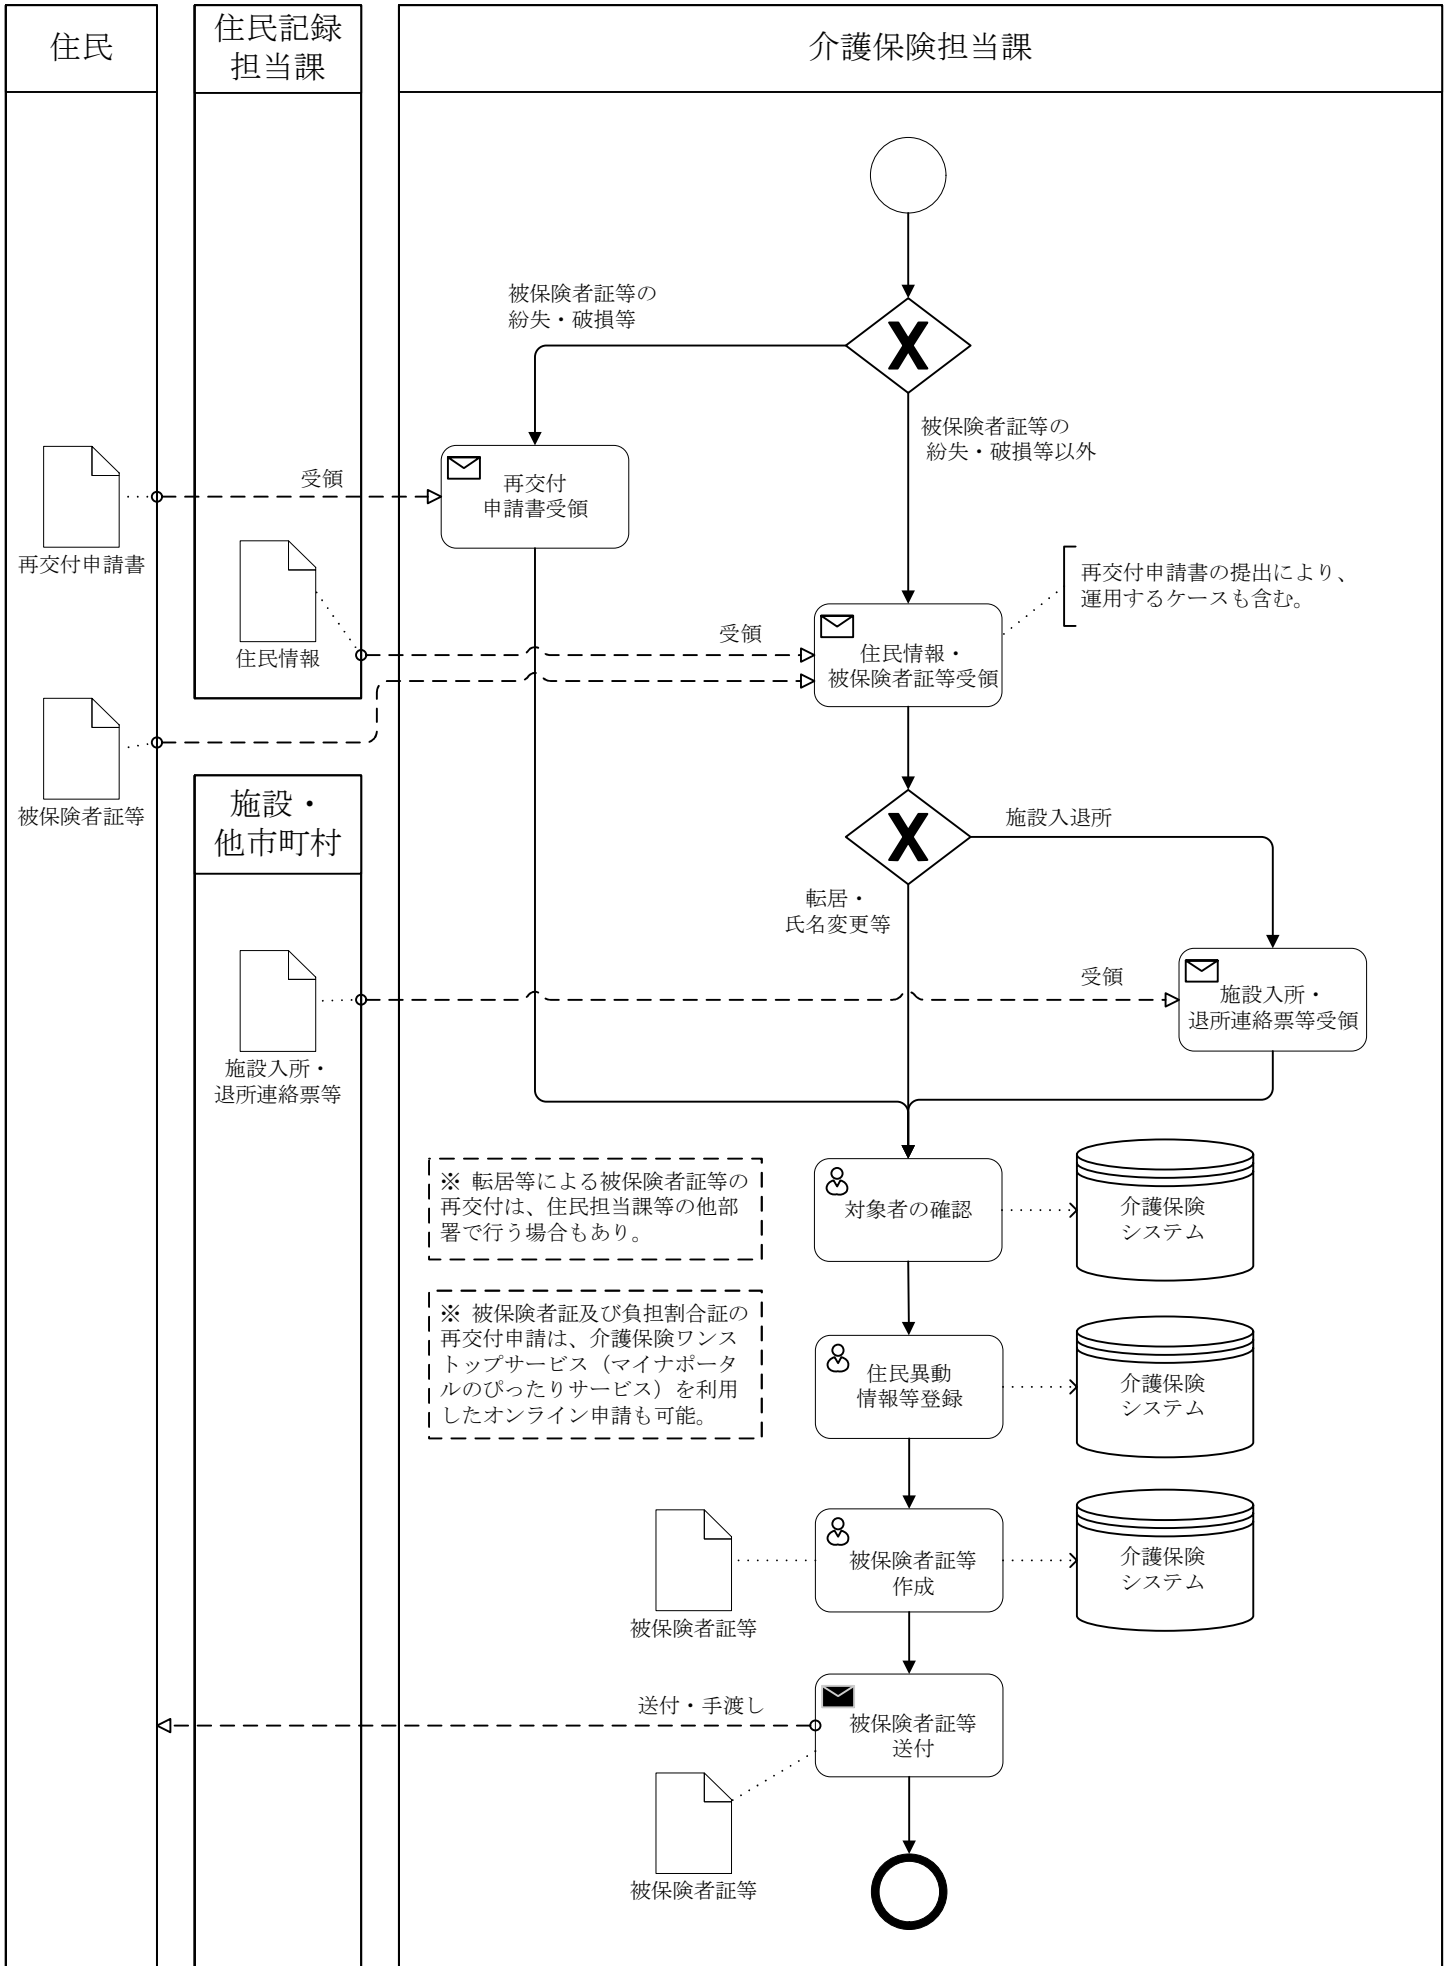 住民
住民記録
担当課
介護保険担当課
被保険者証等の
紛失・破損等
被保険者証等の
紛失・破損等以外
再交付申請書
受領
再交付
申請書受領
住民情報
再交付申請書の提出により、
運用するケースも含む。
受領
住民情報・
被保険者証等受領
被保険者証等
施設・
他市町村
施設入退所
転居・
氏名変更等
施設入所・
退所連絡票等
受領
施設入所・
退所連絡票等受領
※ 転居等による被保険者証等の
再交付は、住民担当課等の他部
署で行う場合もあり。
対象者の確認
介護保険
システム
※ 被保険者証及び負担割合証の
再交付申請は、介護保険ワンス
トップサービス（マイナポータ
ルのぴったりサービス）を利用
したオンライン申請も可能。
住民異動
情報等登録
介護保険
システム
被保険者証等
被保険者証等
作成
介護保険
システム
送付・手渡し
被保険者証等
送付
被保険者証等